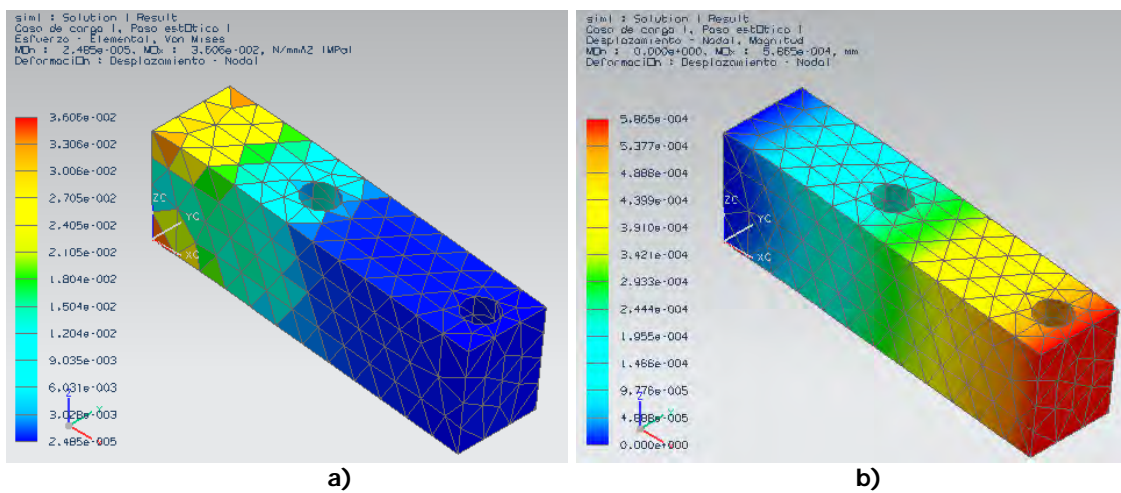 sim1 : Solution 1 Result
Caso de carga 1, Paso estØtico 1
Esfuerzo - Elemental, Von Mises
MØn : 2.485e-005, MØx : 3.606e-002, N/mm^2 (MPa)
Deformaci□n : Desplazamiento - Nodal
3.606e-002
3.306e-002
3.006e-002
2.705e-002
2.405e-002
2.105e-002
1.804e-002
1.504e-002
1.204e-002
9.035e-003
6.031e-003
3.028e-003
2.485e-005
ZC
YC
XC
Z
a)
sim1 : Solution 1 Result
Caso de carga 1, Paso estØtico 1
Desplazamiento - Nodal, Magnitud
MØn : 0.000e+000, MØx : 5.865e-004, mm
Deformaci□n : Desplazamiento - Nodal
5.865e-004
5.377e-004
4.888e-004
4.399e-004
3.910e-004
3.421e-004
2.933e-004
2.444e-004
1.955e-004
1.466e-004
9.776e-005
4.888e-005
0.000e+000
ZC
YC
XC
Z
b)